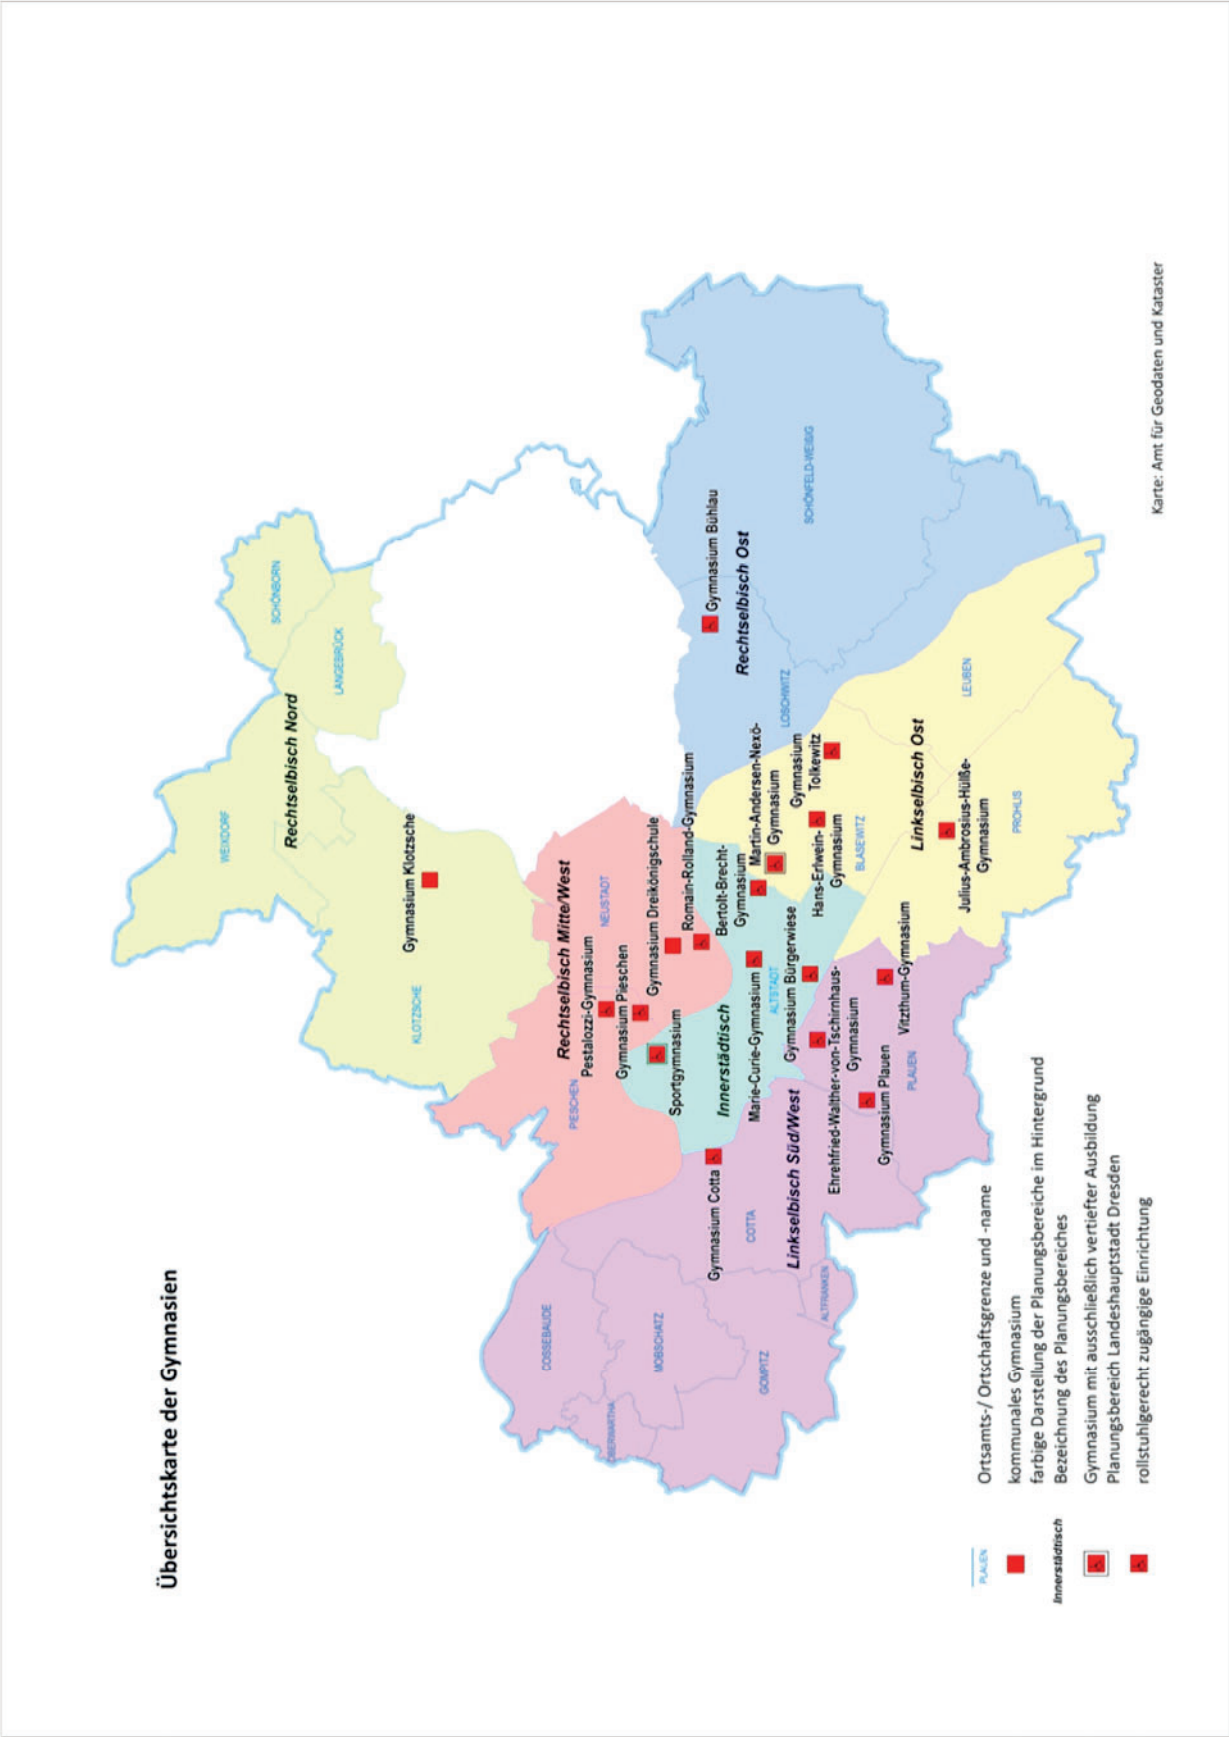 Übersichtskarte der Gymnasien
WEIXDORF
SCHÖNBORN
LANGEBRÜCK
Rechtselbisch Nord
Gymnasium Klotzsche
KLOTZSCHE
Rechtselbisch Mitte/West
NEUSTADT
PIESCHEN
Pestalozzi-Gymnasium
Gymnasium Pieschen
Gymnasium Dreikönigschule
Romain-Rolland-Gymnasium
Sportgymnasium
Innerstädtisch
Bertolt-Brecht-
Gymnasium
Marie-Curie-Gymnasium
ALTSTADT
Gymnasium Bürgerwiese
Martin-Andersen-Nexö-
Gymnasium
Gymnasium
Tolkewitz
Hans-Erlwein-
Gymnasium
BLASEWITZ
Gymnasium Bühlau
Rechtselbisch Ost
LOSCHWITZ
SCHÖNFELD-WEIßIG
LEUBEN
Linkselbisch Ost
PROHLIS
Julius-Ambrosius-Hülße-
Gymnasium
COSSEBAUDE
OBERWARTHA
MOBSCHATZ
GOMPITZ
ALTFRANKEN
COTTA
Gymnasium Cotta
Linkselbisch Süd/West
Ehrehfried-Walther-von-Tschirnhaus-
Gymnasium
Gymnasium Plauen
Vitzthum-Gymnasium
PLAUEN
PLAUEN
Ortsamts-/ Ortschaftsgrenze und -name
kommunales Gymnasium
farbige Darstellung der Planungsbereiche im Hintergrund
Innerstädtisch
Bezeichnung des Planungsbereiches
Gymnasium mit ausschließlich vertiefter Ausbildung
Planungsbereich Landeshauptstadt Dresden
rollstuhlgerecht zugängige Einrichtung
Karte: Amt für Geodaten und Kataster